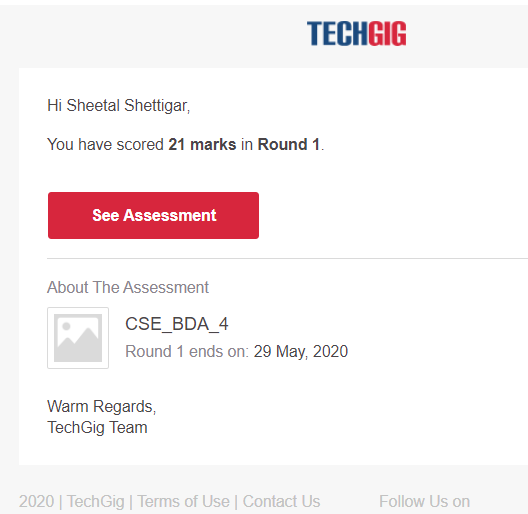 TECHGIG
Hi Sheetal Shettigar,
You have scored 21 marks in Round 1.
See Assessment
About The Assessment
CSE_BDA_4
Round 1 ends on: 29 May, 2020
Warm Regards,
TechGig Team
2020 | TechGig | Terms of Use | Contact Us Follow Us on